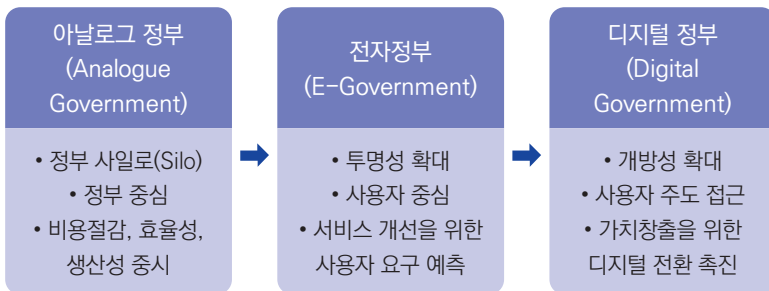 아날로그 정부
(Analogue
Government)
• 정부 사일로(Silo)
• 정부 중심
• 비용절감, 효율성,
생산성 중시
전자정부
(E-Government)
• 투명성 확대
• 사용자 중심
• 서비스 개선을 위한
사용자 요구 예측
디지털 정부
(Digital
Government)
• 개방성 확대
• 사용자 주도 접근
• 가치창출을 위한
디지털 전환 촉진